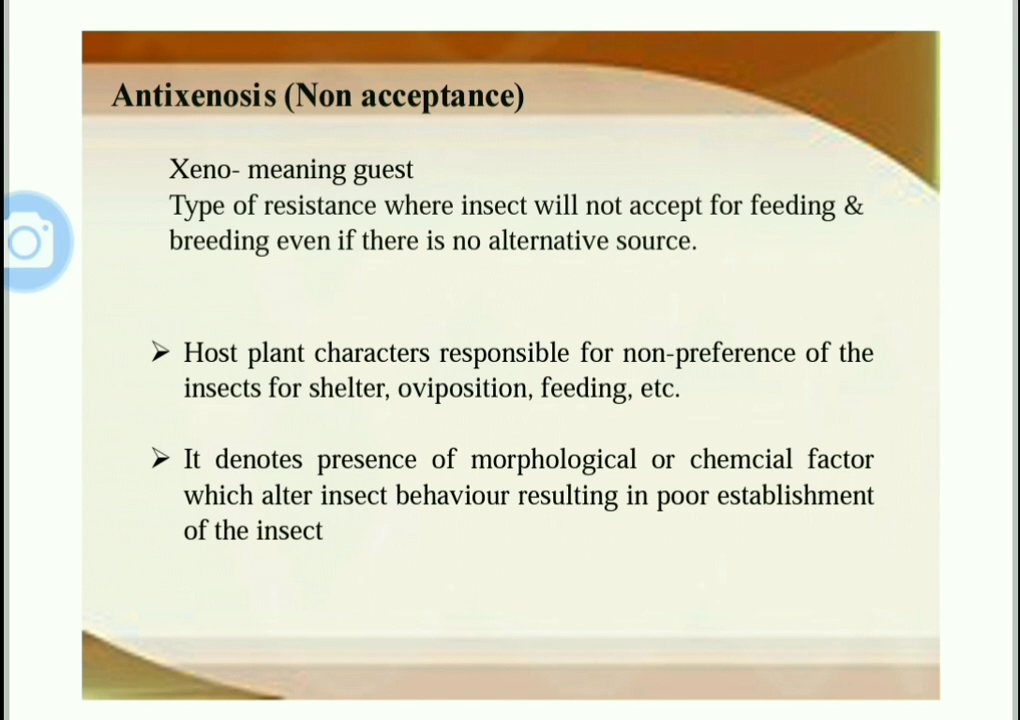 Antixenosis (Non acceptance)
Xeno- meaning guest
Type of resistance where insect will not accept for feeding &
breeding even if there is no alternative source.
➢ Host plant characters responsible for non-preference of the
insects for shelter, oviposition, feeding, etc.
➢ It denotes presence of morphological or chemcial factor
which alter insect behaviour resulting in poor establishment
of the insect